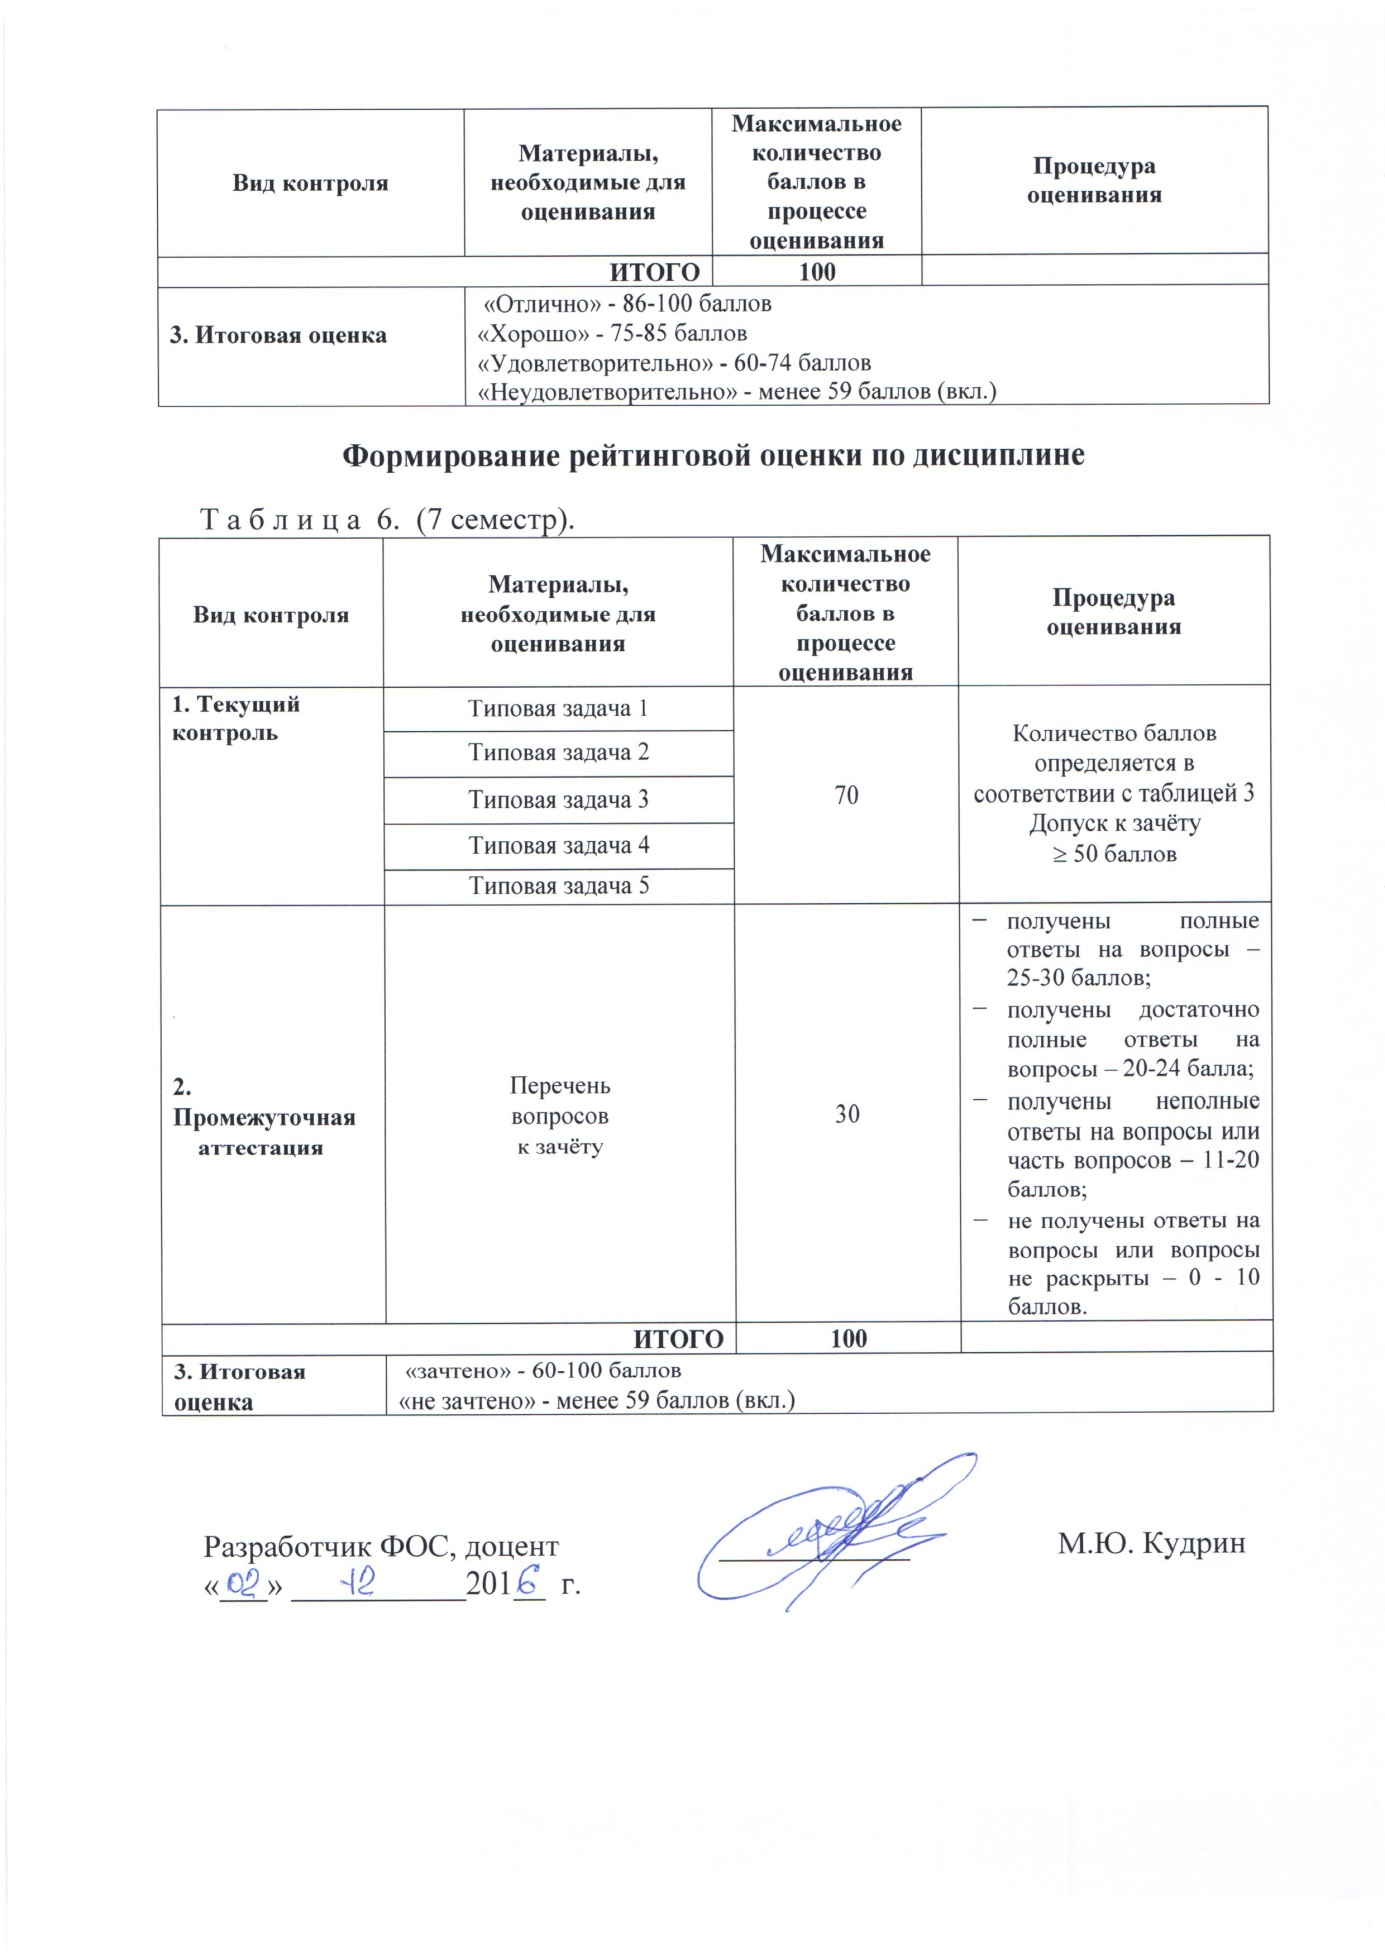 Вид контроля
Материалы,
необходимые для
оценивания
Максимальное
количество
баллов в
процессе
оценивания
Процедура
оценивания
ИТОГО 100
3. Итоговая оценка
«Отлично» - 86-100 баллов
«Хорошо» - 75-85 баллов
«Удовлетворительно» - 60-74 баллов
«Неудовлетворительно» - менее 59 баллов (вкл.)
Формирование рейтинговой оценки по дисциплине
Т а б л и ц а 6. (7 семестр).
Вид контроля
Материалы,
необходимые для
оценивания
Максимальное
количество
баллов в
процессе
оценивания
Процедура
оценивания
1. Текущий
контроль
Типовая задача 1
Типовая задача 2
Типовая задача 3
Типовая задача 4
Типовая задача 5
70
Количество баллов
определяется в
соответствии с таблицей 3
Допуск к зачёту
≥ 50 баллов
2.
Промежуточная
аттестация
Перечень
вопросов
к зачёту
30
– получены полные
ответы на вопросы –
25-30 баллов;
– получены достаточно
полные ответы на
вопросы – 20-24 балла;
– получены неполные
ответы на вопросы или
часть вопросов – 11-20
баллов;
– не получены ответы на
вопросы или вопросы
не раскрыты – 0 - 10
баллов.
ИТОГО 100
3. Итоговая
оценка
«зачтено» - 60-100 баллов
«не зачтено» - менее 59 баллов (вкл.)
Разработчик ФОС, доцент М.Ю. Кудрин
«02» 12 2016 г.